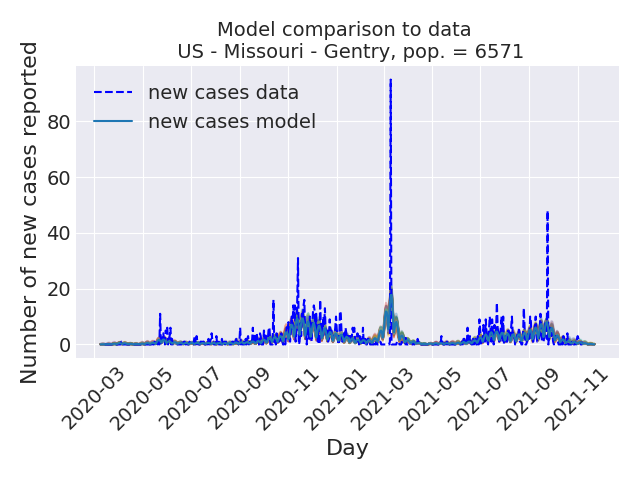 Model comparison to data
US - Missouri - Gentry, pop. = 6571
new cases data
new cases model
Number of new cases reported
80
60
40
20
0
2020-03
2020-05
2020-07
2020-09
2020-11
2021-01
2021-03
2021-05
2021-07
2021-09
2021-11
Day